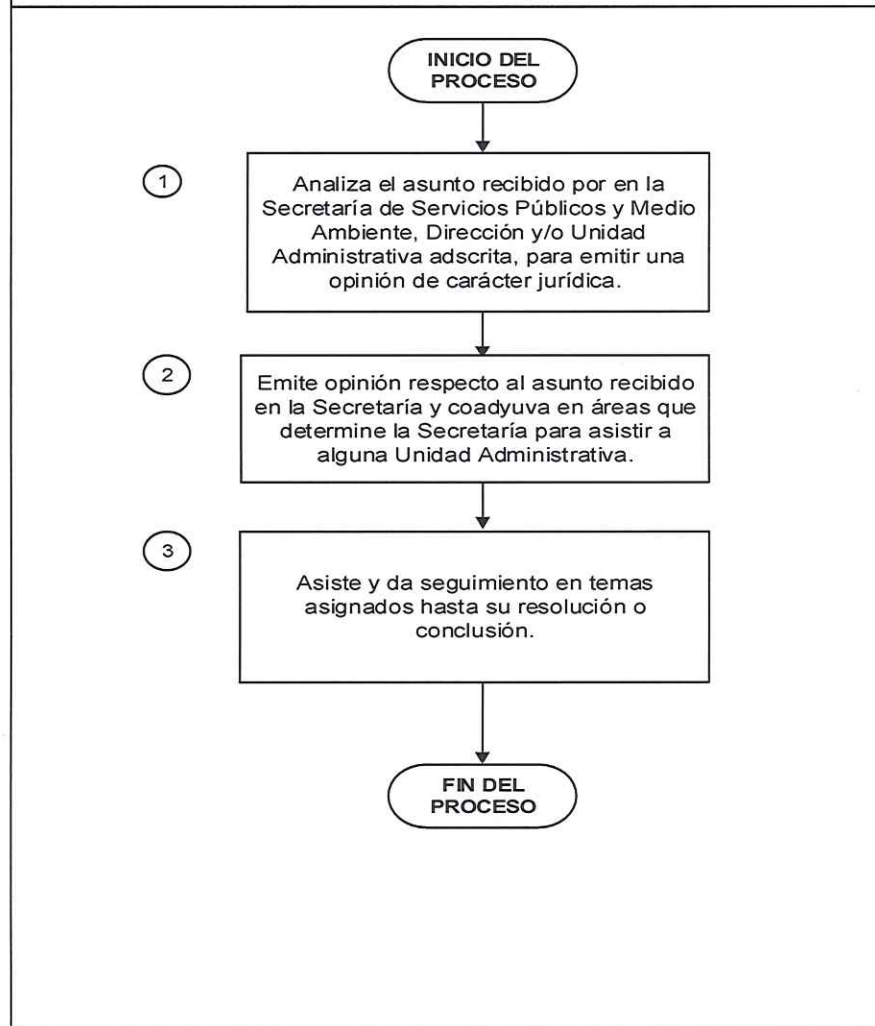 INICIO DEL
PROCESO
1
Analiza el asunto recibido por en la
Secretaría de Servicios Públicos y Medio
Ambiente, Dirección y/o Unidad
Administrativa adscrita, para emitir una
opinión de carácter jurídica.
2
Emite opinión respecto al asunto recibido
en la Secretaría y coadyuva en áreas que
determine la Secretaría para asistir a
alguna Unidad Administrativa.
3
Asiste y da seguimiento en temas
asignados hasta su resolución o
conclusión.
FIN DEL
PROCESO